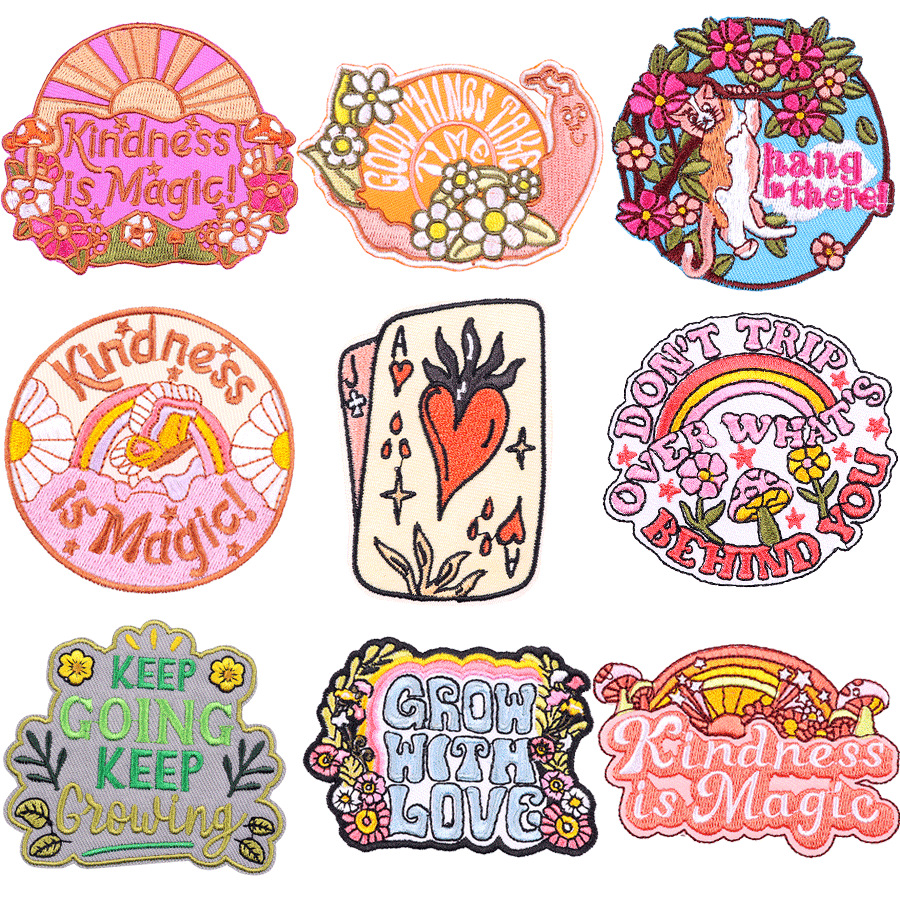 Kindness
is Magic!
GOOD THINGS TAKE
TIME
hang
in there!
Kindness
is Magic!
J
A
A
DON'T TRIP
OVER WHAT'S
BEHIND YOU
KEEP
GOING
KEEP
Growing
GROW
WITH
LOVE
Kindness
is Magic